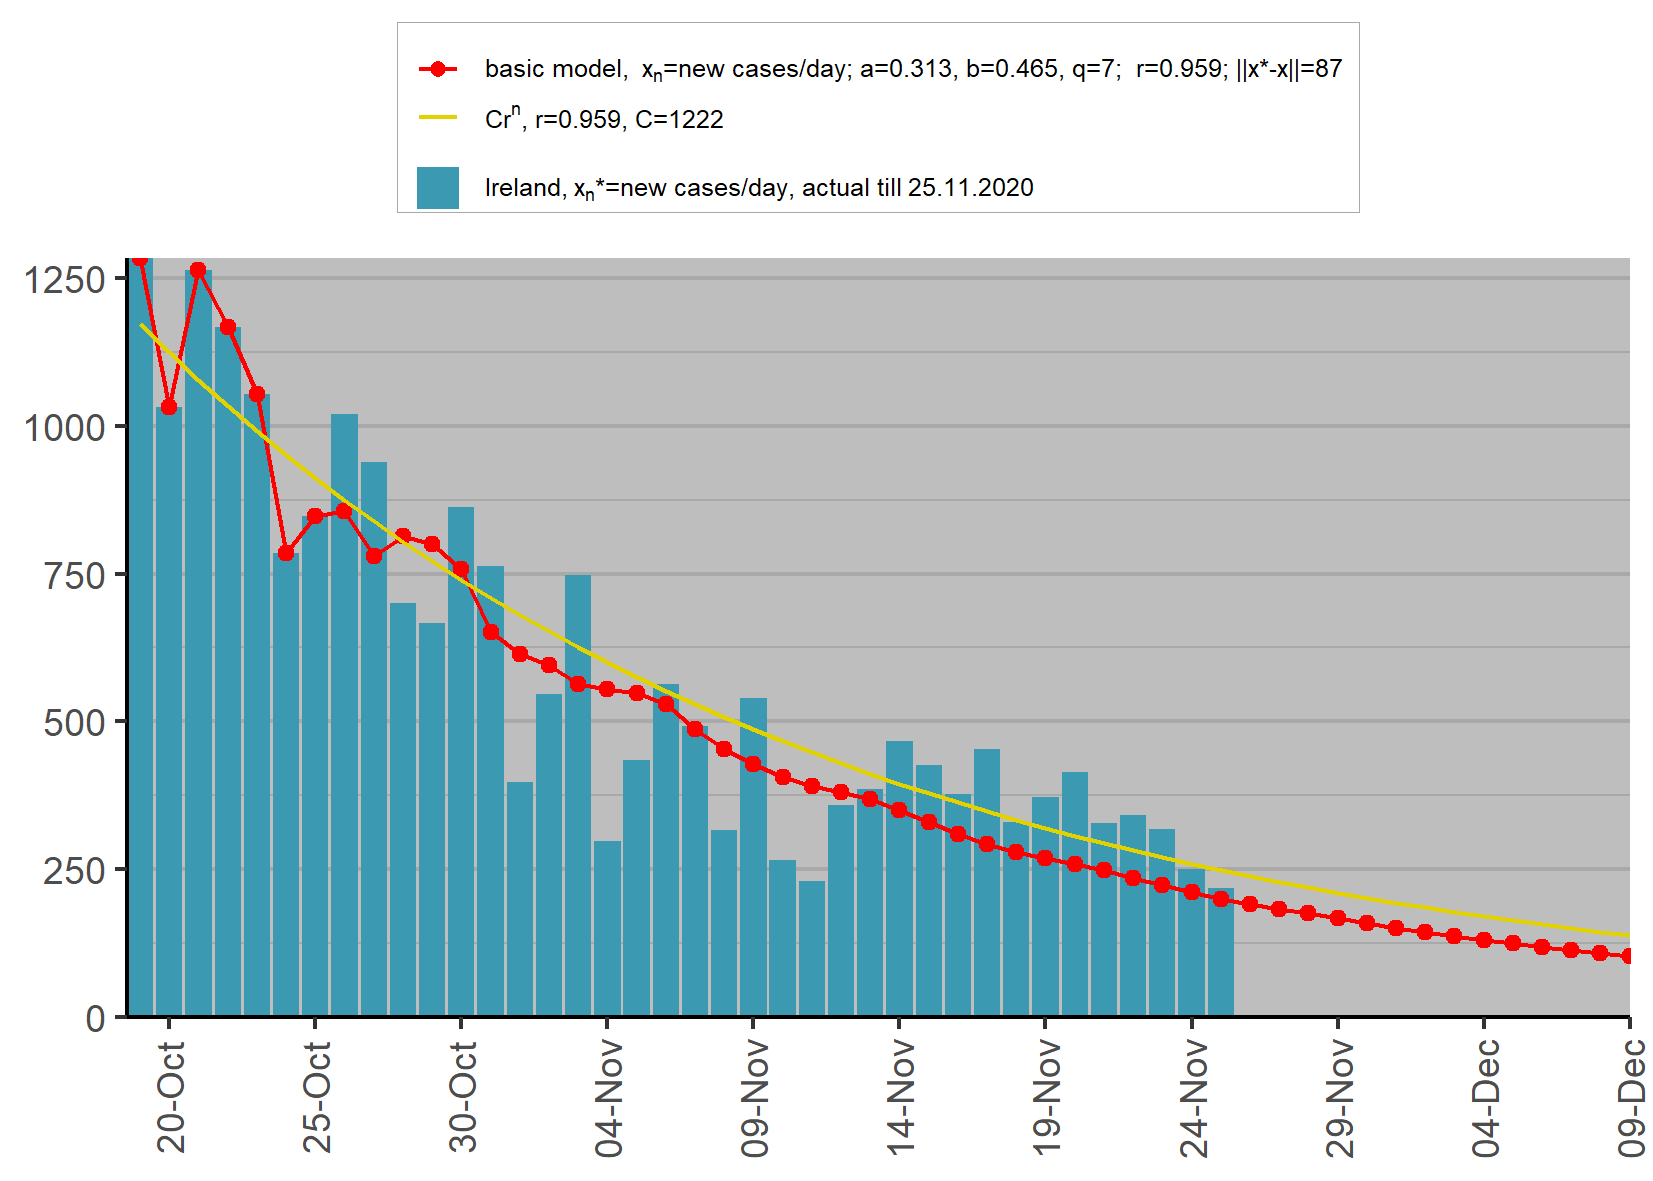 basic model, xn=new cases/day; a=0.313, b=0.465, q=7; r=0.959; ||x*-x||=87
Crn, r=0.959, C=1222
Ireland, xn*=new cases/day, actual till 25.11.2020
1250
1000
750
500
250
0
20-Oct
25-Oct
30-Oct
04-Nov
09-Nov
14-Nov
19-Nov
24-Nov
29-Nov
04-Dec
09-Dec